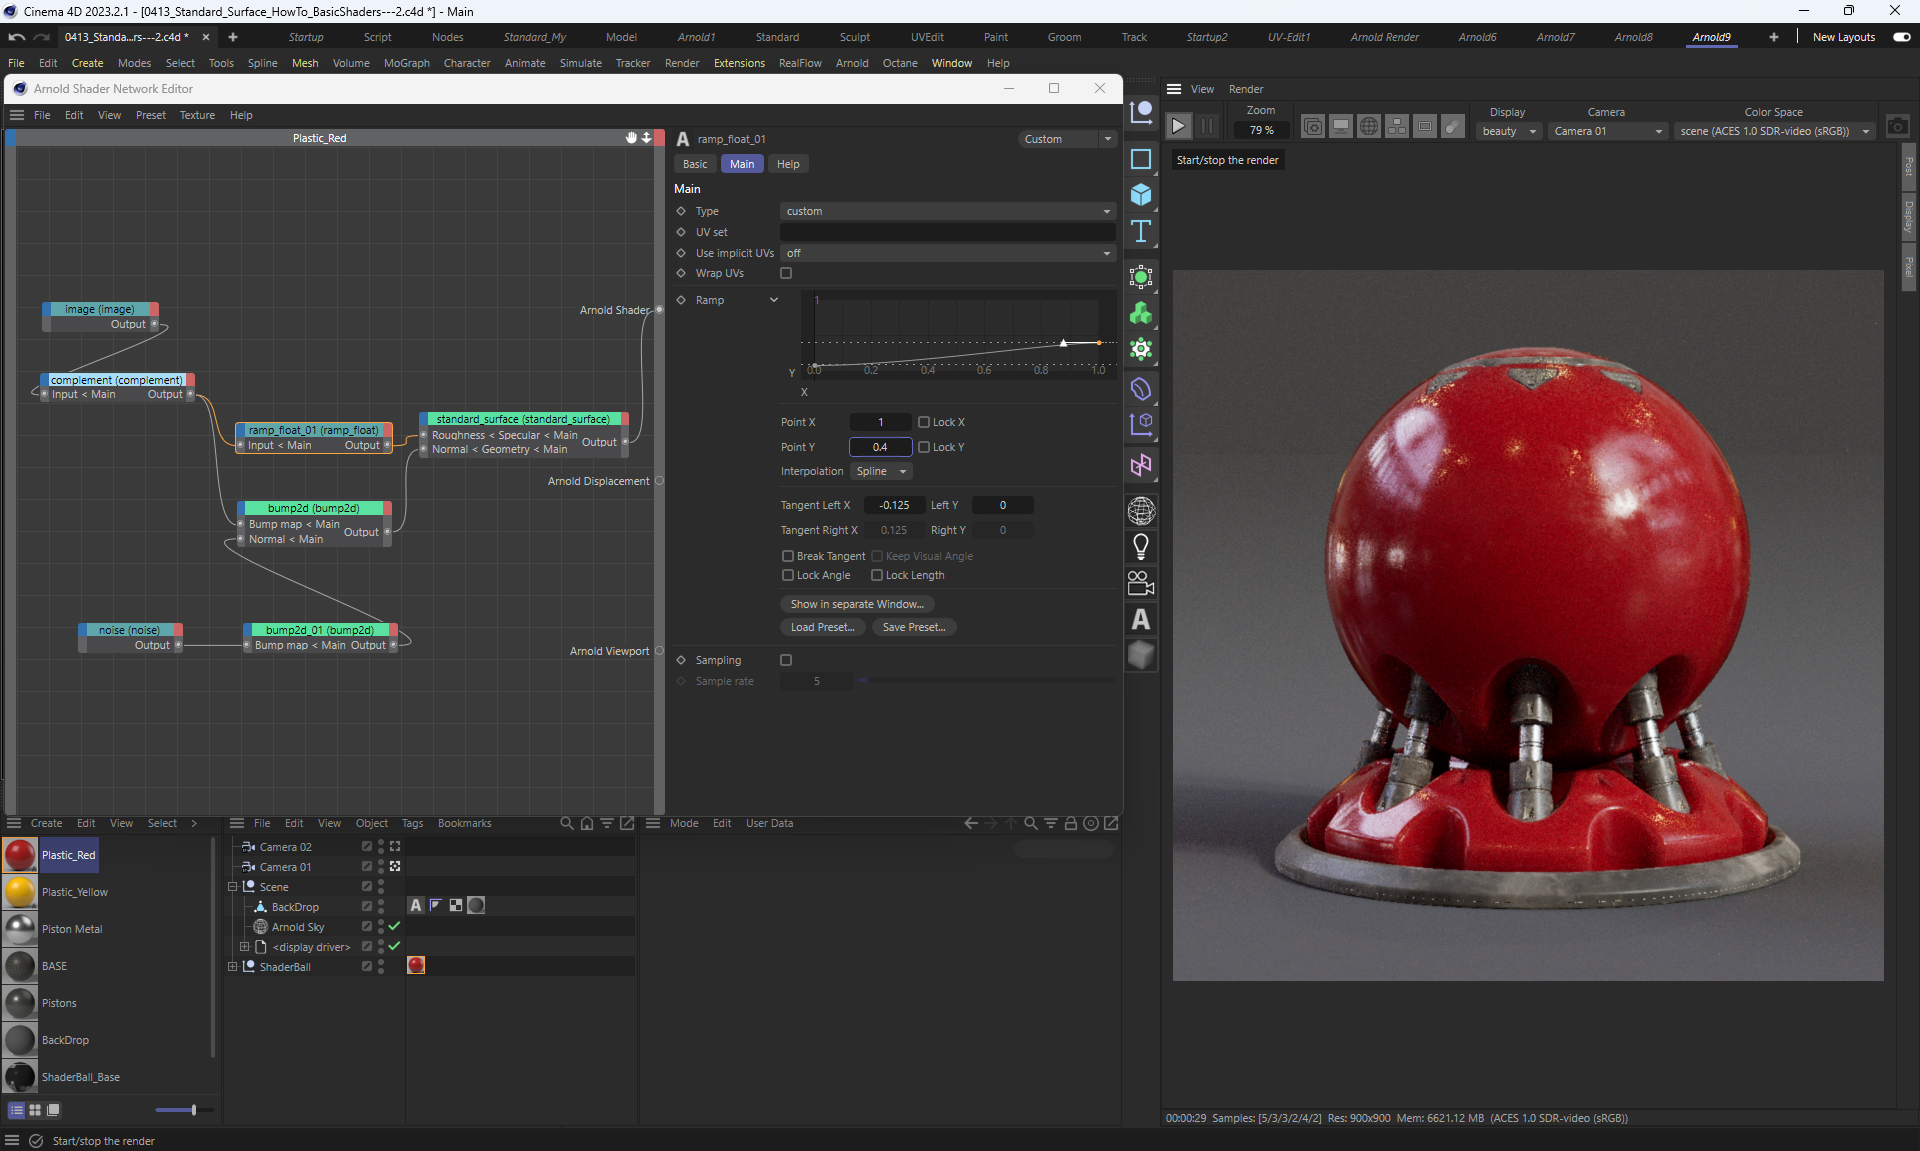 Cinema 4D 2023.2.1 - [0413_Standard_Surface_HowTo_BasicShaders---2.c4d *] - Main
0413_Standa...rs---2.c4d *
Startup
Script
Nodes
Standard_My
Model
Arnold1
Standard
Sculpt
UVEdit
Paint
Groom
Track
Startup2
UV-Edit1
Arnold Render
Arnold6
Arnold7
Arnold8
Arnold9
New Layouts
File Edit Create Modes Select Tools Spline Mesh Volume MoGraph Character Animate Simulate Tracker Render Extensions RealFlow Arnold Octane Window Help
Arnold Shader Network Editor
File Edit View Preset Texture Help
Plastic_Red
image (image)
Output
complement (complement)
Input < Main Output
ramp_float_01 (ramp_float)
Input < Main Output
standard_surface (standard_surface)
Roughness < Specular < Main
Normal < Geometry < Main
Output
bump2d (bump2d)
Bump map < Main
Normal < Main
Output
noise (noise)
Output
bump2d_01 (bump2d)
Bump map < Main Output
Arnold Shader
Arnold Displacement
Arnold Viewport
A ramp_float_01
Custom
Basic Main Help
Main
Type custom
UV set
Use implicit UVs off
Wrap UVs
Ramp
1
Y
0.0 0.2 0.4 0.6 0.8 1.0
X
Point X 1 Lock X
Point Y 0.4 Lock Y
Interpolation Spline
Tangent Left X -0.125 Left Y 0
Tangent Right X 0.125 Right Y 0
Break Tangent Keep Visual Angle
Lock Angle Lock Length
Show in separate Window...
Load Preset... Save Preset...
Sampling
Sample rate 5
T
A
View Render
Zoom
79 %
Display
beauty
Camera
Camera 01
Color Space
scene (ACES 1.0 SDR-video (sRGB))
Start/stop the render
Post
Display
Pixel
00:00:29 Samples: [5/3/3/2/4/2] Res: 900x900 Mem: 6621.12 MB (ACES 1.0 SDR-video (sRGB))
Create Edit View Select >
Plastic_Red
Plastic_Yellow
Piston Metal
BASE
Pistons
BackDrop
ShaderBall_Base
File Edit View Object Tags Bookmarks
Camera 02
Camera 01
Scene
BackDrop
A
Arnold Sky
<display driver>
ShaderBall
Mode Edit User Data
Start/stop the render